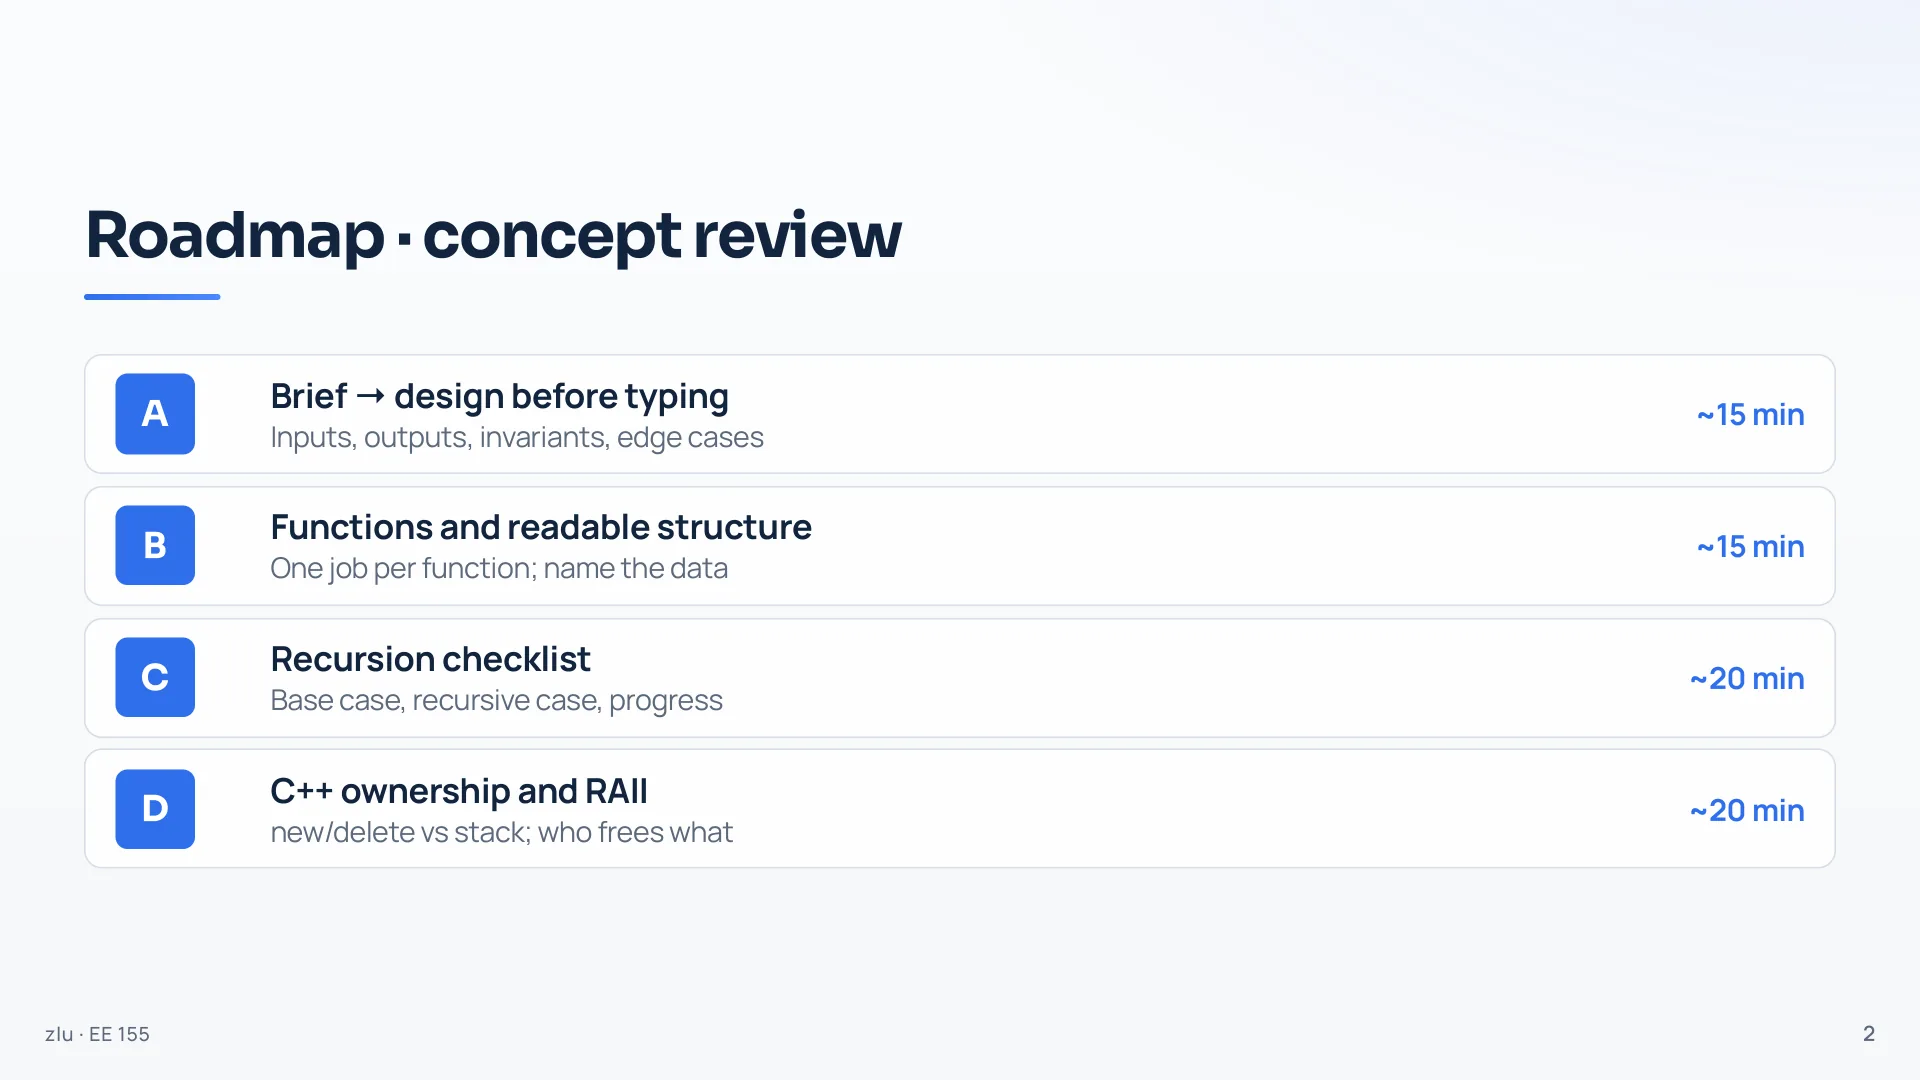 Roadmap · concept review
A
Brief → design before typing
Inputs, outputs, invariants, edge cases
~15 min
B
Functions and readable structure
One job per function; name the data
~15 min
C
Recursion checklist
Base case, recursive case, progress
~20 min
D
C++ ownership and RAII
new/delete vs stack; who frees what
~20 min
zlu · EE 155
2